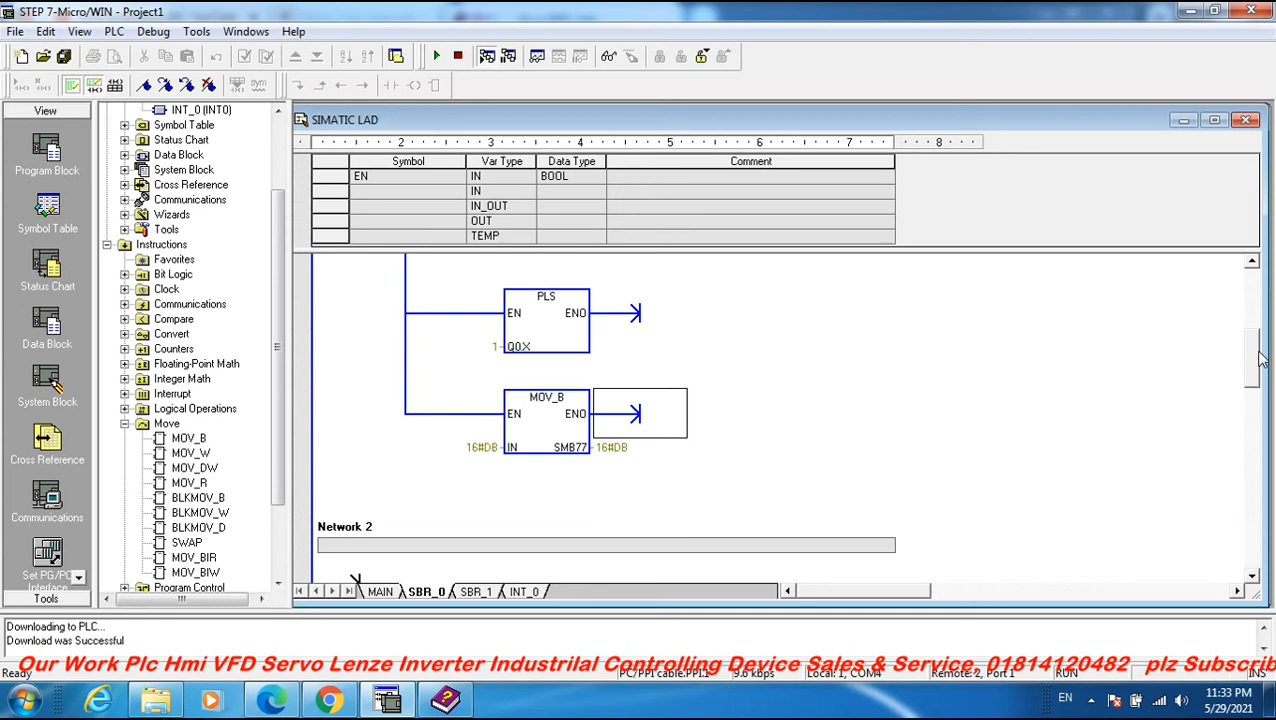 STEP 7-Micro/WIN - Project1
File Edit View PLC Debug Tools Windows Help
View
Program Block
Symbol Table
Status Chart
Data Block
System Block
Cross Reference
Communications
Set PG/PC
Interface
Tools
INT_0 (INT0)
Symbol Table
Status Chart
Data Block
System Block
Cross Reference
Communications
Wizards
Tools
Instructions
Favorites
Bit Logic
Clock
Communications
Compare
Convert
Counters
Floating-Point Math
Integer Math
Interrupt
Logical Operations
Move
MOV_B
MOV_W
MOV_DW
MOV_R
BLKMOV_B
BLKMOV_W
BLKMOV_D
SWAP
MOV_BIR
MOV_BIW
Program Control
SIMATIC LAD
2 3 4 5 6 7 8
Symbol Var Type Data Type Comment
EN IN BOOL
IN
IN_OUT
OUT
TEMP
PLS
EN ENO
1 Q0.X
MOV_B
EN ENO
16#DB IN SMB77 16#DB
Network 2
MAIN SBR_0 SBR_1 INT_0
Downloading to PLC...
Download was Successful
Our Work Plc Hmi VFD Servo Lenze Inverter Industrilal Controlling Device Sales & Service, 01814120482 plz Subscrib
Ready PC/PPI cable.PPI.1 9.6 kbps Local: 1, COM4 Remote: 2, Port 1 RUN INS
EN
11:33 PM
5/29/2021